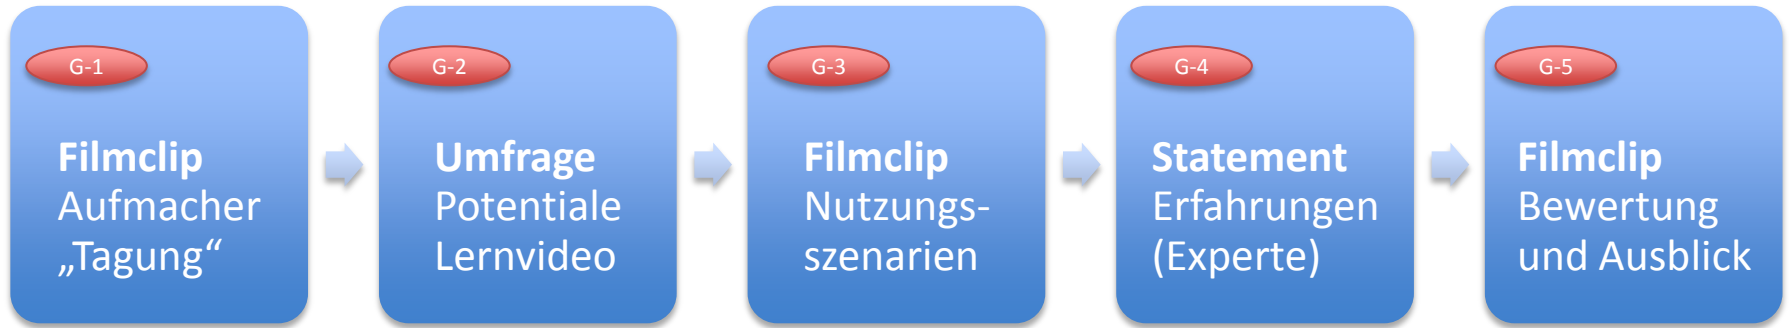 G-1
Filmclip
Aufmacher
„Tagung“
G-2
Umfrage
Potentiale
Lernvideo
G-3
Filmclip
Nutzungs-
szenarien
G-4
Statement
Erfahrungen
(Experte)
G-5
Filmclip
Bewertung
und Ausblick